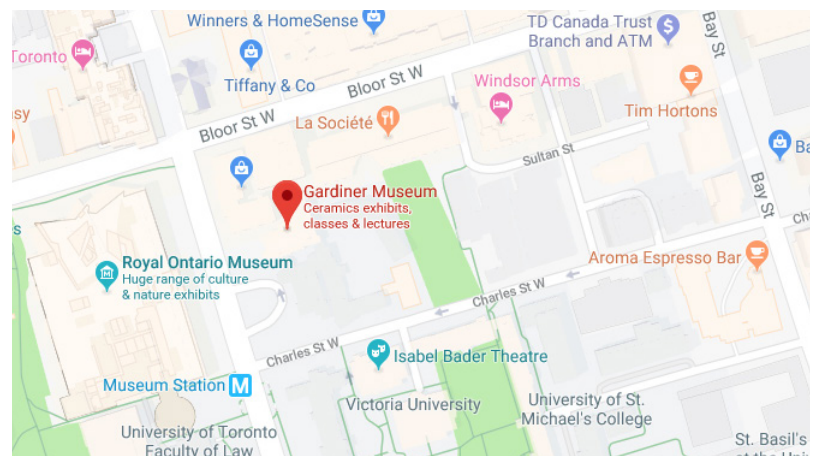 Winners & HomeSense
TD Canada Trust
Branch and ATM
Bay St
Toronto
Tiffany & Co
Bloor St W
Windsor Arms
Tim Hortons
asy
Bloor St W
La Société
Sultan St
Ba
Gardiner Museum
Ceramics exhibits,
classes & lectures
Bay St
Ch
s
Royal Ontario Museum
Huge range of culture
& nature exhibits
Aroma Espresso Bar
Charles St W
Charles St W
Isabel Bader Theatre
Museum Station M
Victoria University
University of St.
Michael's College
University of Toronto
Faculty of Law
St. Basil's